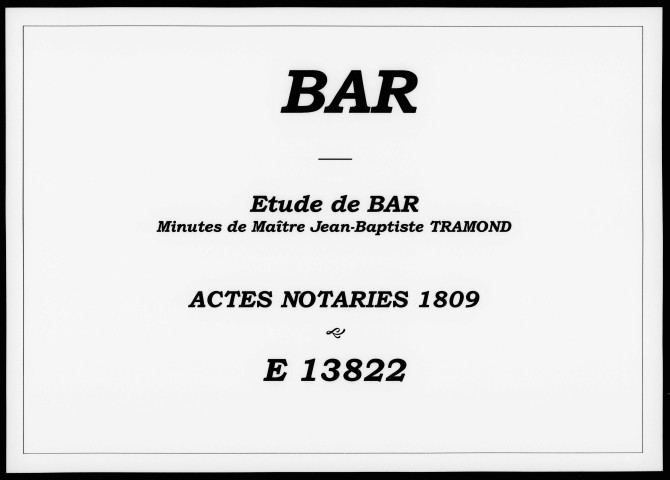 BAR
Etude de BAR
Minutes de Maître Jean-Baptiste TRAMOND
ACTES NOTARIES 1809
E 13822